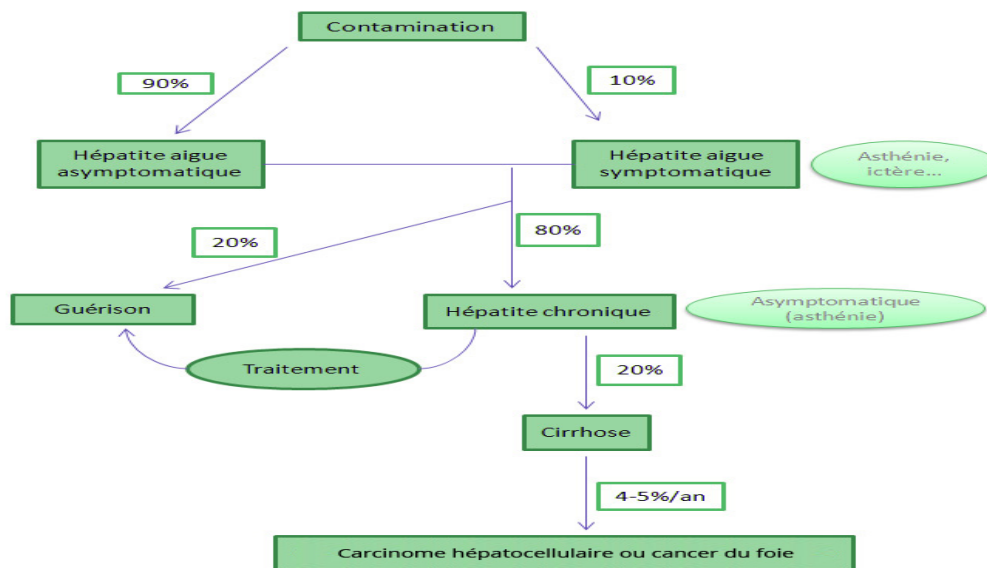 Contamination
90%
10%
Hépatite aigue
asymptomatique
Hépatite aigue
symptomatique
Asthénie,
ictère...
20%
80%
Guérison
Hépatite chronique
Asymptomatique
(asthénie)
Traitement
20%
Cirrhose
4-5%/an
Carcinome hépatocellulaire ou cancer du foie